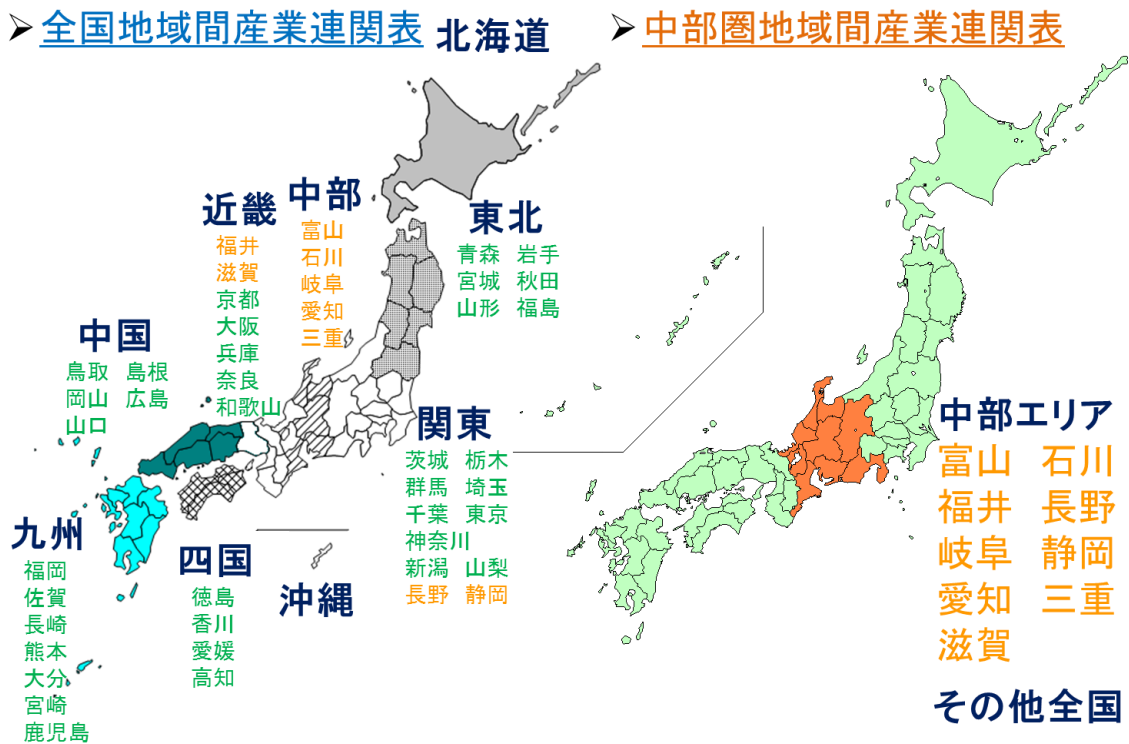 ➢ 全国地域間産業連関表
北海道
中部
富山
石川
岐阜
愛知
三重
近畿
福井
滋賀
京都
大阪
兵庫
奈良
和歌山
東北
青森 岩手
宮城 秋田
山形 福島
中国
鳥取 島根
岡山 広島
山口
関東
茨城 栃木
群馬 埼玉
千葉 東京
神奈川
新潟 山梨
長野 静岡
九州
福岡
佐賀
長崎
熊本
大分
宮崎
鹿児島
四国
徳島
香川
愛媛
高知
沖縄
➢ 中部圏地域間産業連関表
中部エリア
富山 石川
福井 長野
岐阜 静岡
愛知 三重
滋賀
その他全国